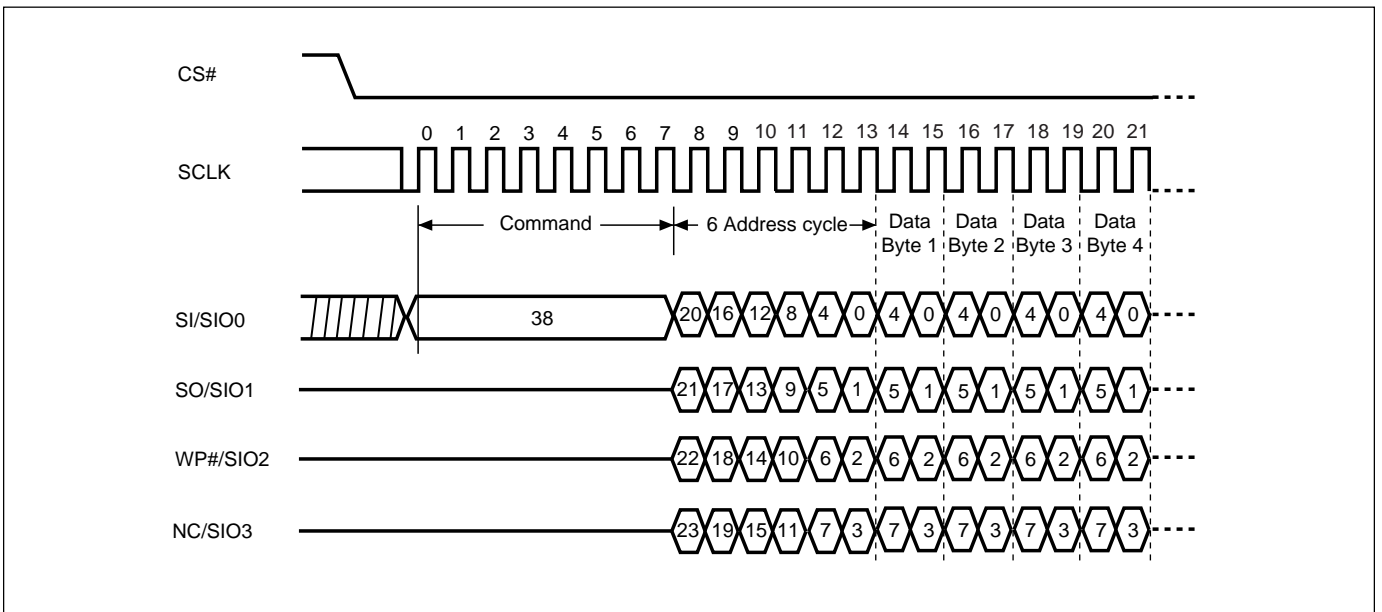 CS#
0 1 2 3 4 5 6 7 8 9 10 11 12 13 14 15 16 17 18 19 20 21
SCLK
Command 6 Address cycle Data Data Data Data
Byte 1 Byte 2 Byte 3 Byte 4
SI/SIO0 38 20 16 12 8 4 0 4 0 4 0 4 0 4 0
SO/SIO1 21 17 13 9 5 1 5 1 5 1 5 1 5 1
WP#/SIO2 22 18 14 10 6 2 6 2 6 2 6 2 6 2
NC/SIO3 23 19 15 11 7 3 7 3 7 3 7 3 7 3